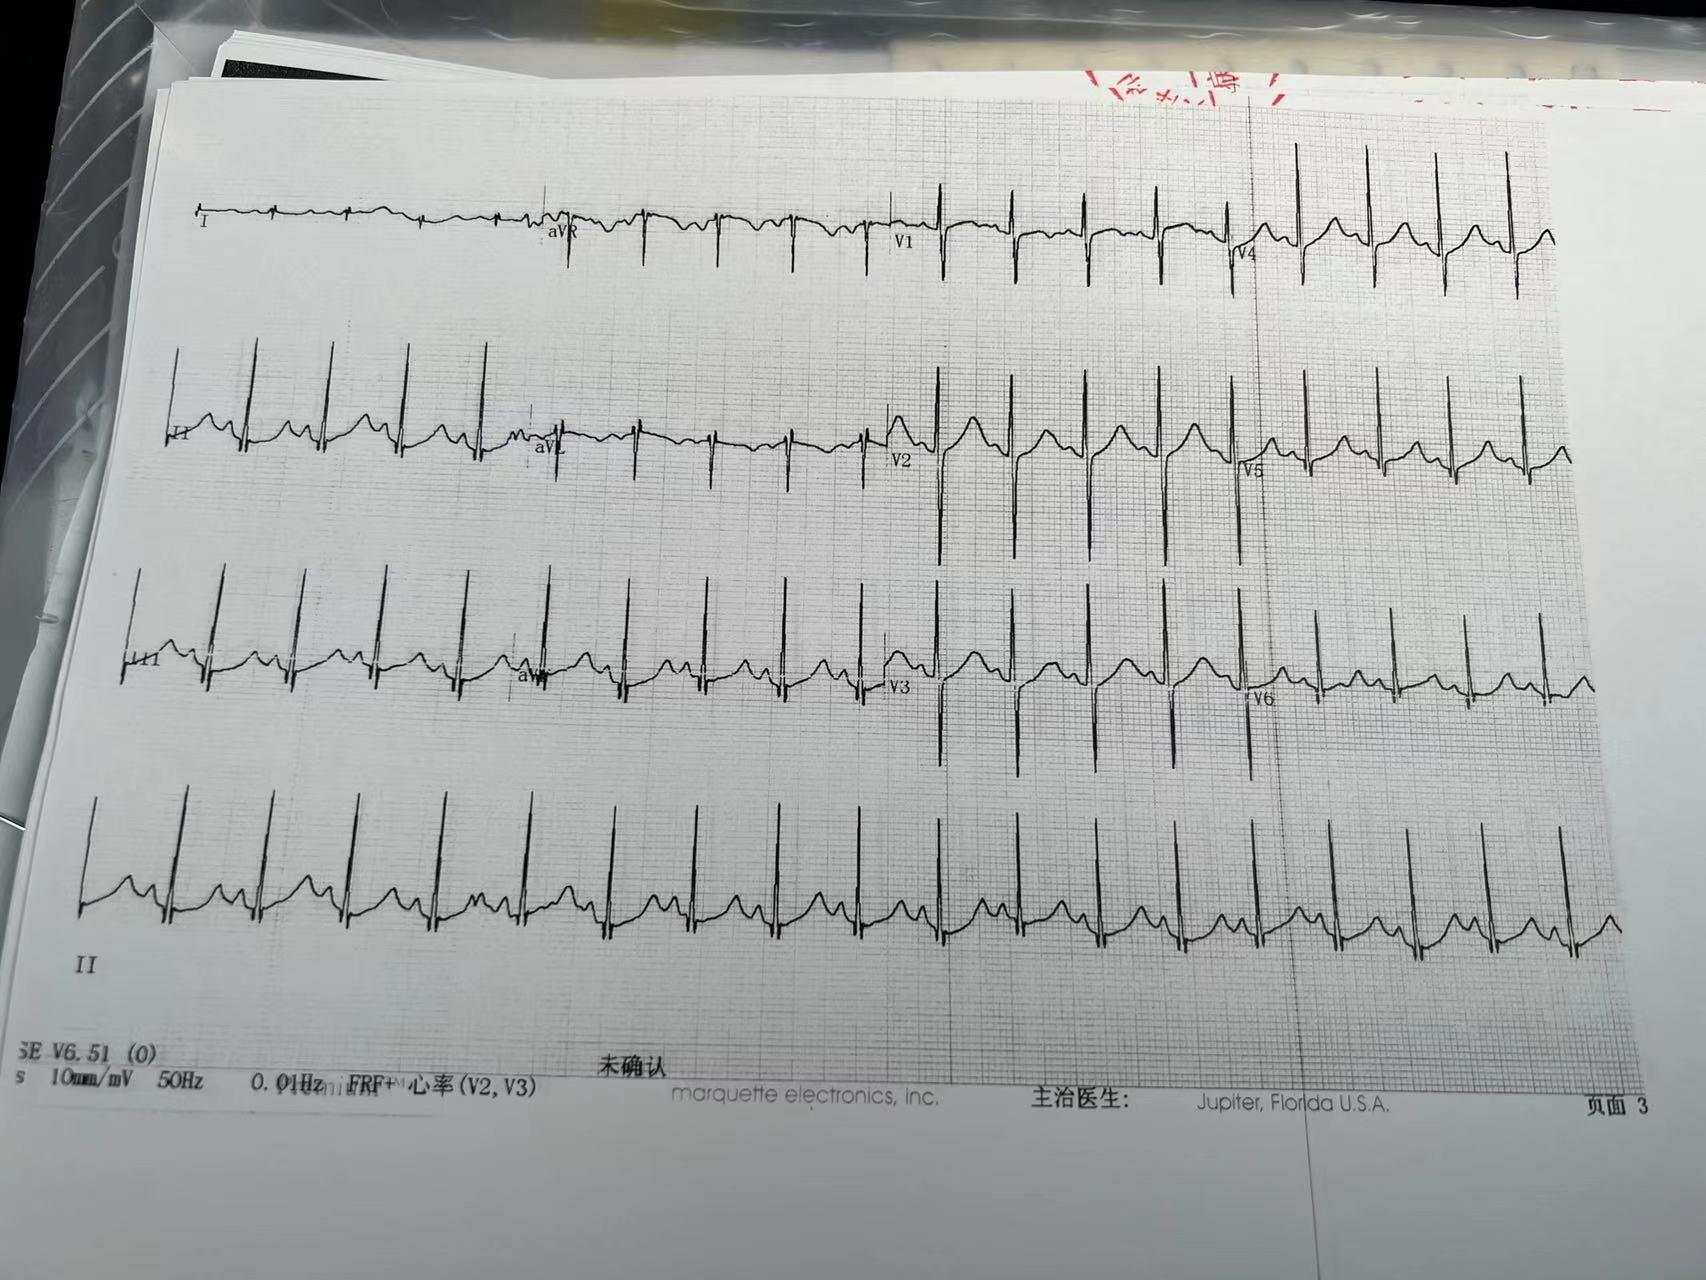 I aVR V1 V4
II aVL V2 V5
III V3 V6
II
SE V6.51 (0)
s 10mm/mV 50Hz 0.01Hz FRF+ 心率(V2,V3)
未确认
marquette electronics, inc.
主治医生:
Jupiter, Florida U.S.A.
页面 3